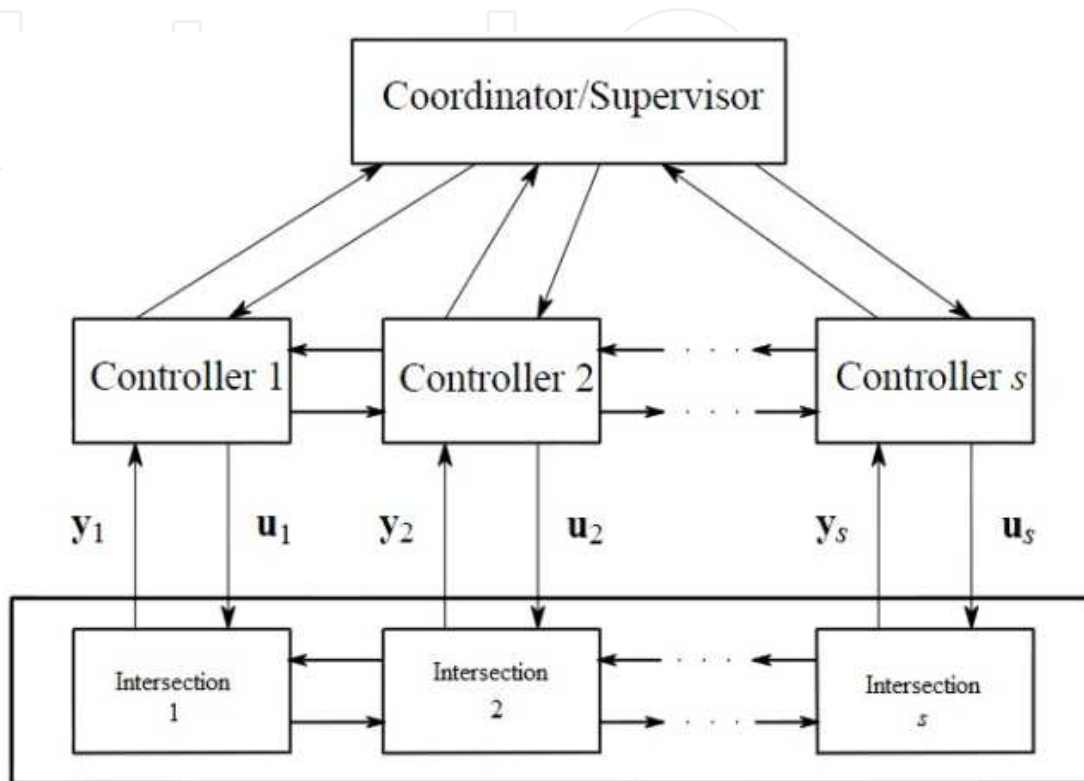 Coordinator/Supervisor
Controller 1
Controller 2
. . .
Controller s
. . .
y₁
u₁
y₂
u₂
yₛ
uₛ
Intersection
1
Intersection
2
. . .
Intersection
s
. . .